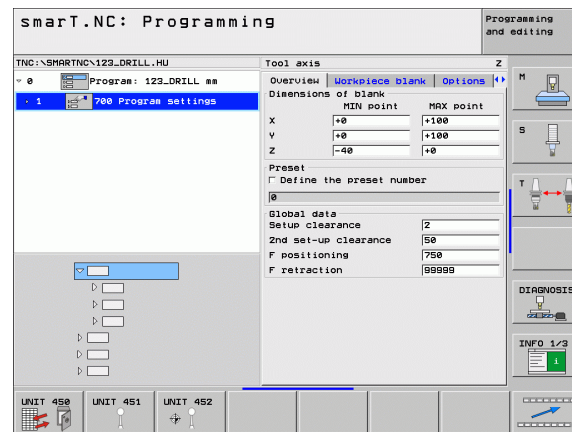 smarT.NC: Programming
Programming
and editing
TNC:\SMARTNC\123_DRILL.HU
Tool axis Z
0 Program: 123_DRILL mm
1 700 Program settings
Overview Workpiece blank Options
Dimensions of blank
MIN point MAX point
X +0 +100
Y +0 +100
Z -40 +0
Preset
Define the preset number
0
Global data
Setup clearance 2
2nd set-up clearance 50
F positioning 750
F retraction 99999
M
S
T
DIAGNOSIS
INFO 1/3
i
UNIT 450
UNIT 451
UNIT 452